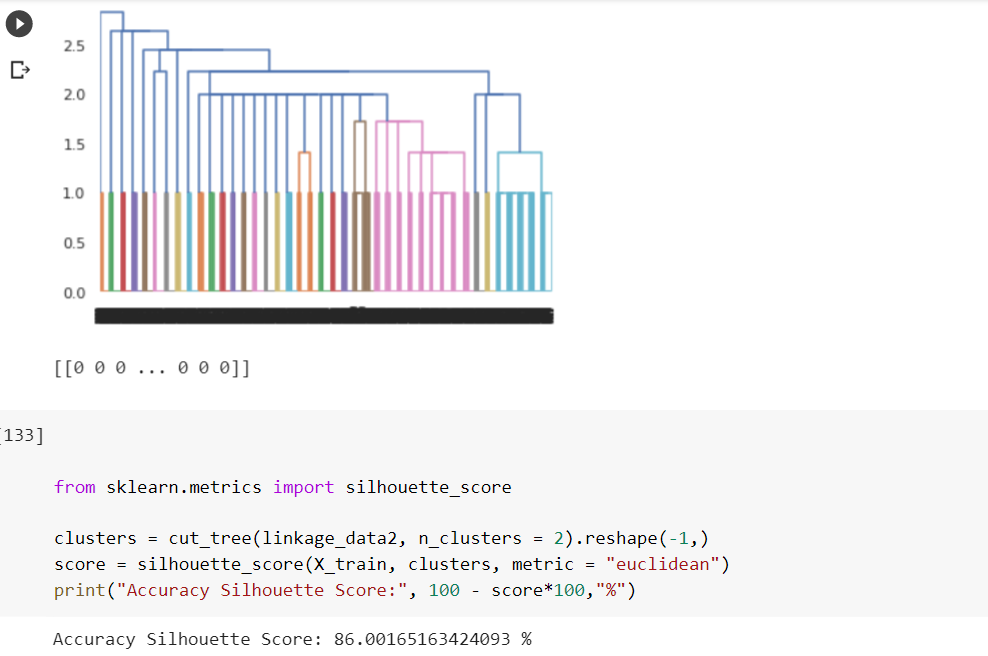 2.5
2.0
1.5
1.0
0.5
0.0
[[0 0 0 ... 0 0 0]]
[133]
from sklearn.metrics import silhouette_score
clusters = cut_tree(linkage_data2, n_clusters = 2).reshape(-1,)
score = silhouette_score(X_train, clusters, metric = "euclidean")
print("Accuracy Silhouette Score:", 100 - score*100,"%")
Accuracy Silhouette Score: 86.00165163424093 %